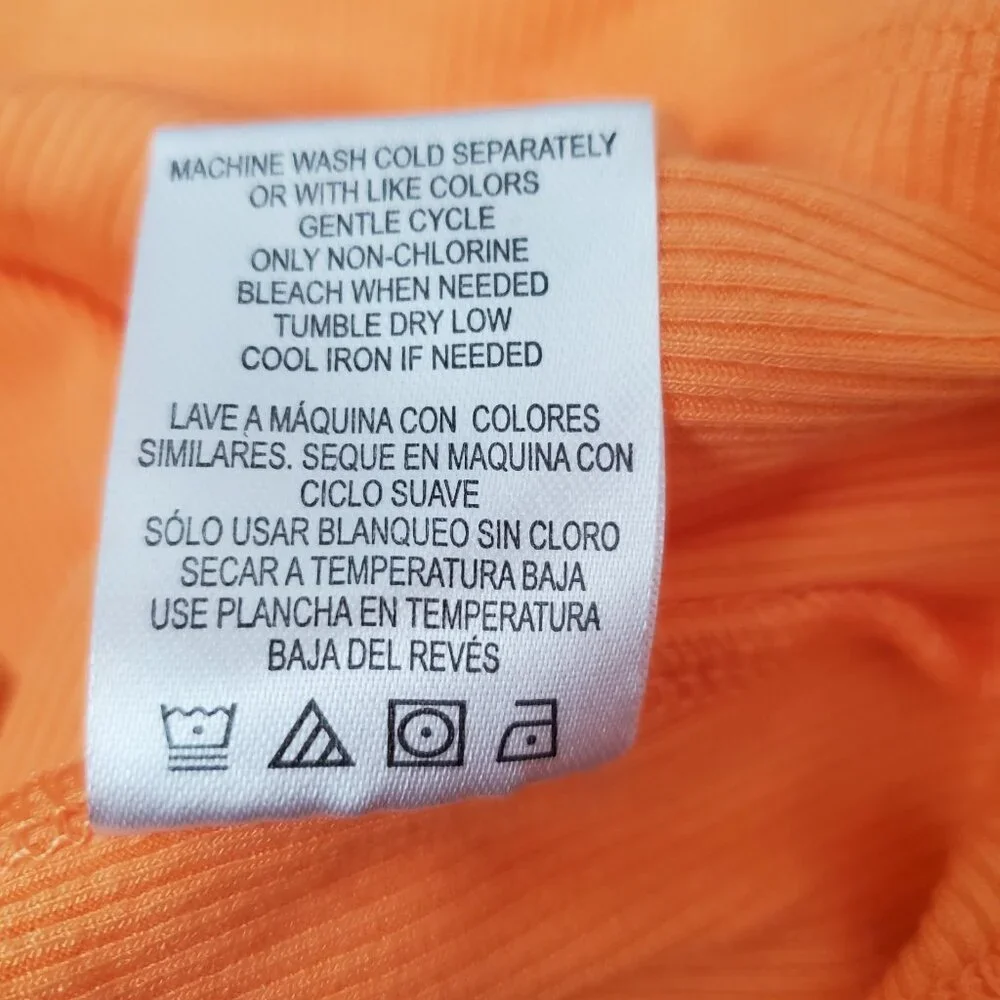 MACHINE WASH COLD SEPARATELY
OR WITH LIKE COLORS
GENTLE CYCLE
ONLY NON-CHLORINE
BLEACH WHEN NEEDED
TUMBLE DRY LOW
COOL IRON IF NEEDED
LAVE A MÁQUINA CON COLORES
SIMILARES. SEQUE EN MAQUINA CON
CICLO SUAVE
SÓLO USAR BLANQUEO SIN CLORO
SECAR A TEMPERATURA BAJA
USE PLANCHA EN TEMPERATURA
BAJA DEL REVÉS